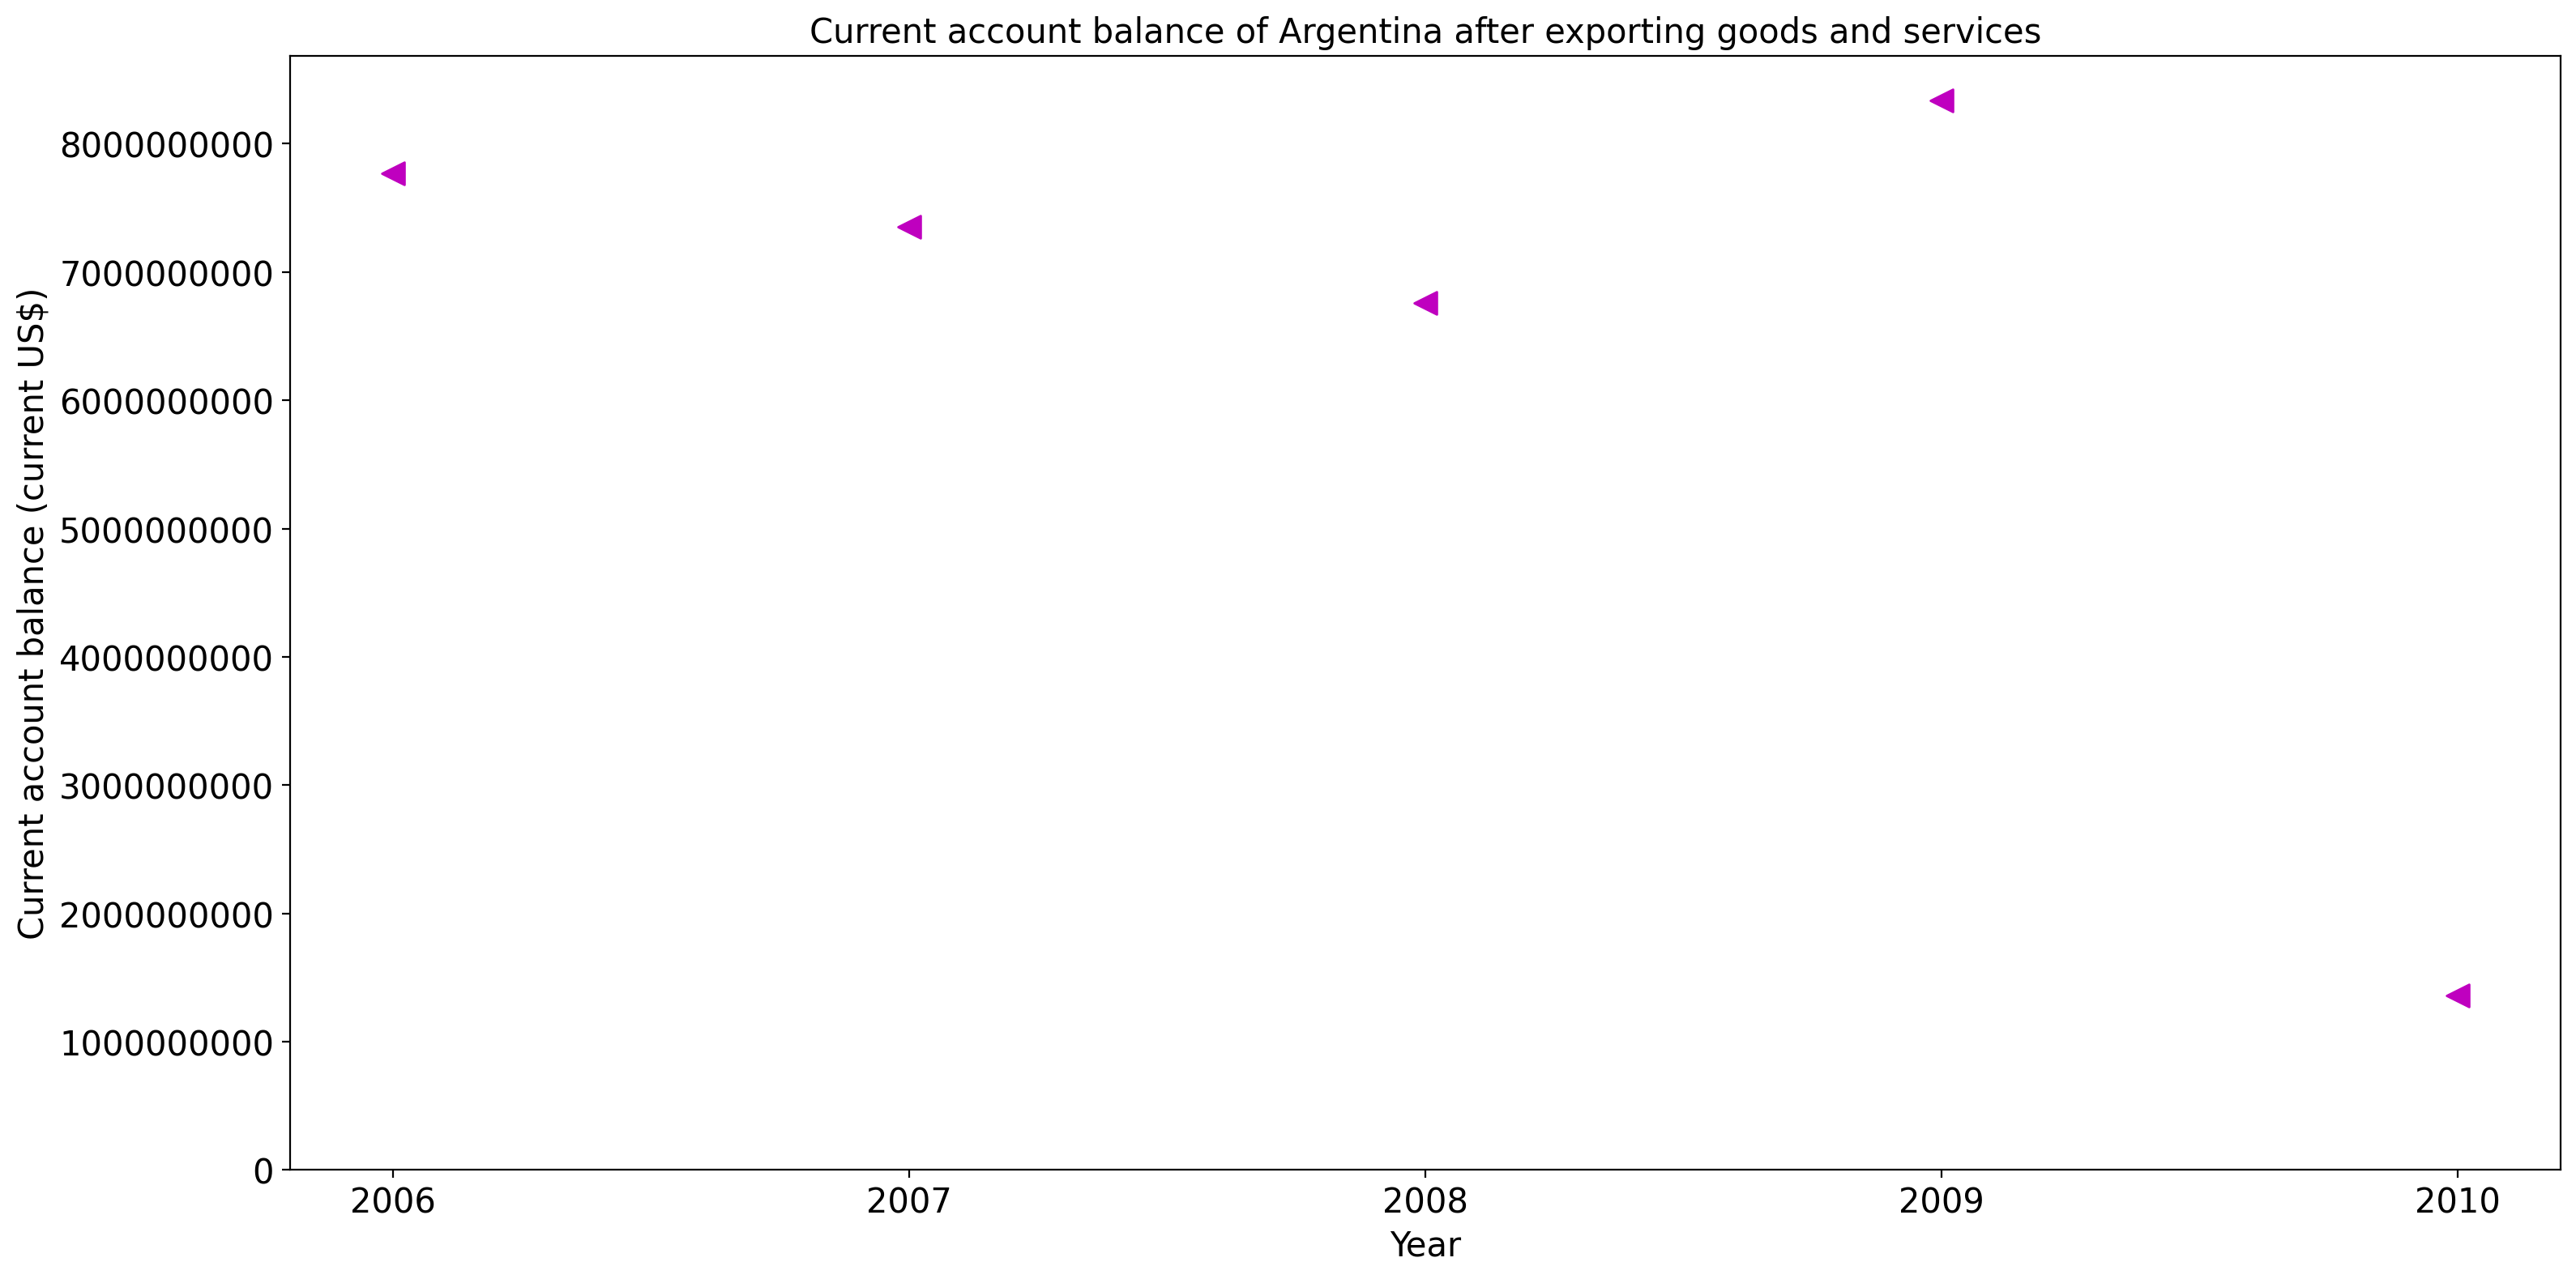 Current account balance of Argentina after exporting goods and services
Current account balance (current US$)
8000000000
7000000000
6000000000
5000000000
4000000000
3000000000
2000000000
1000000000
0
2006 2007 2008 2009 2010
Year